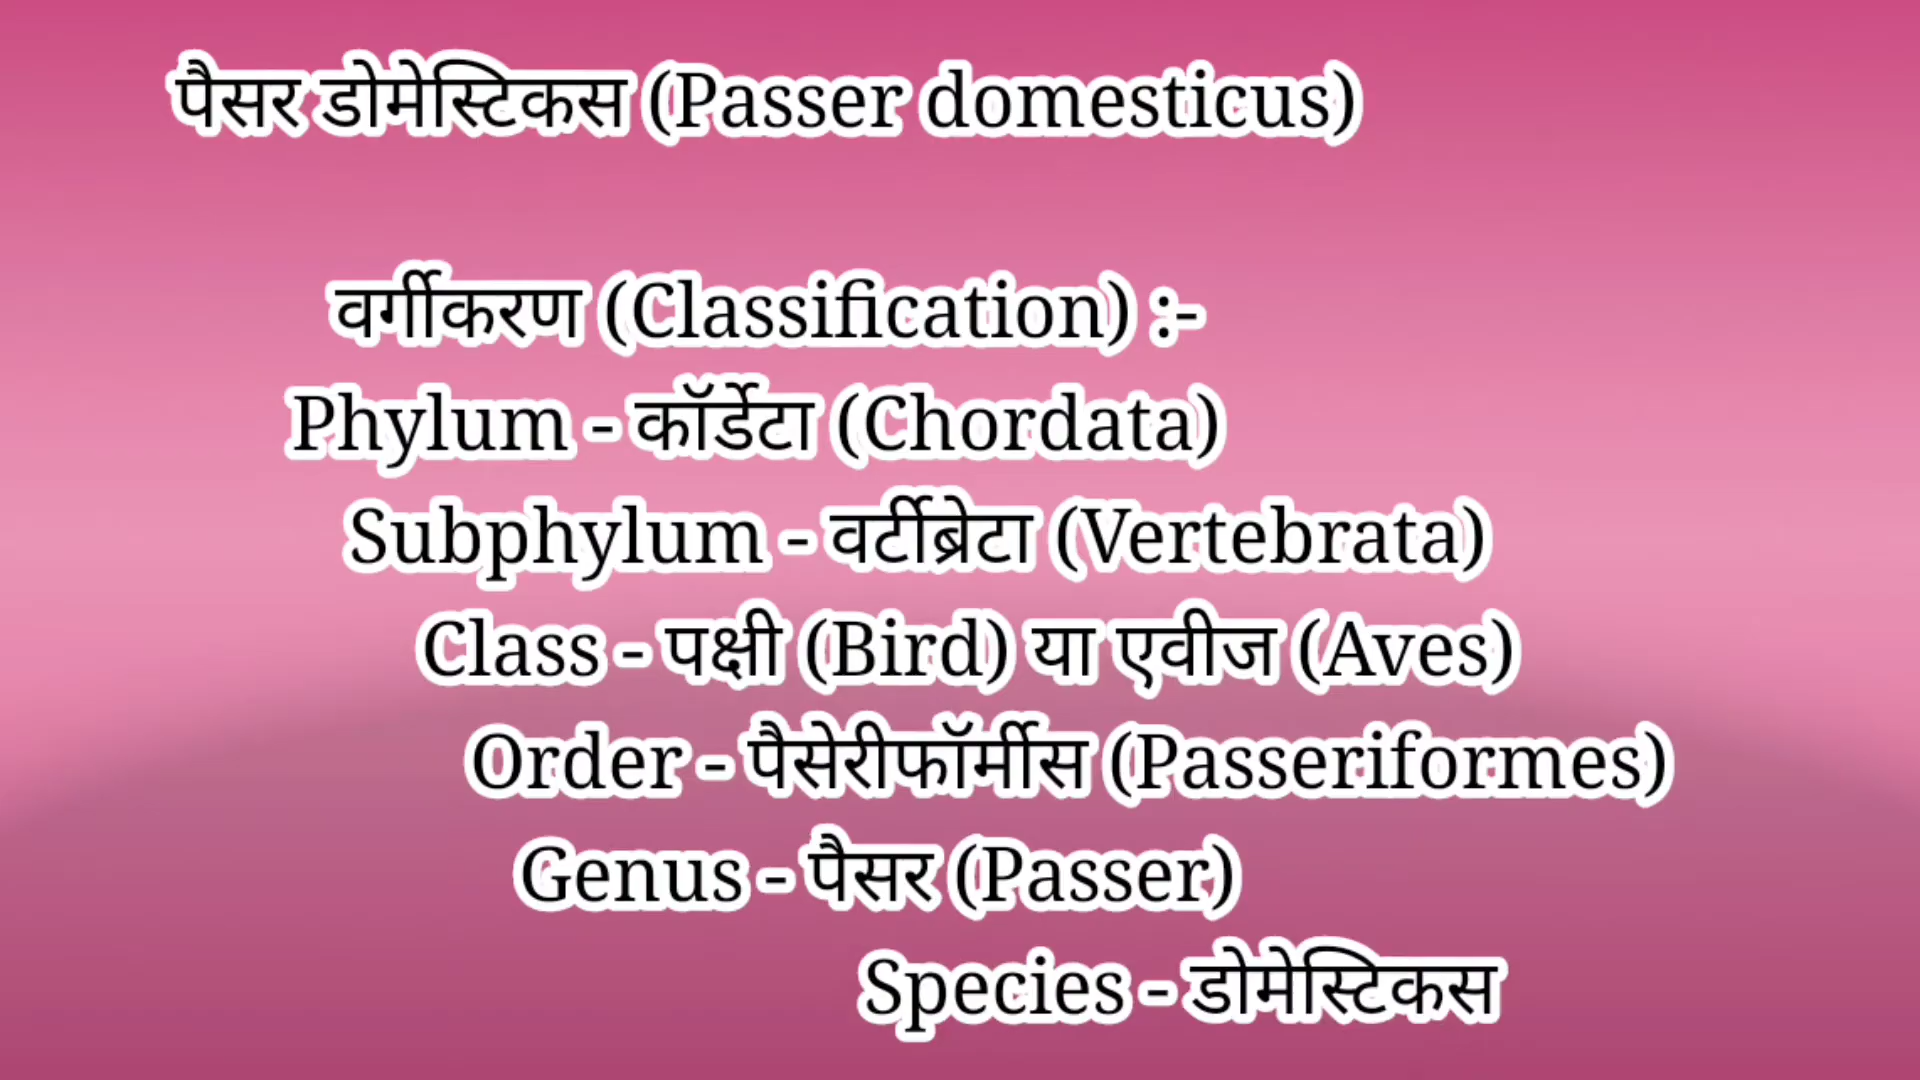 पैसर डोमेस्टिकस (Passer domesticus)
वर्गीकरण (Classification) :-
Phylum - कॉर्डेटा (Chordata)
Subphylum - वर्टीब्रेटा (Vertebrata)
Class - पक्षी (Bird) या एवीज (Aves)
Order - पैसेरीफॉर्मीस (Passeriformes)
Genus - पैसर (Passer)
Species - डोमेस्टिकस